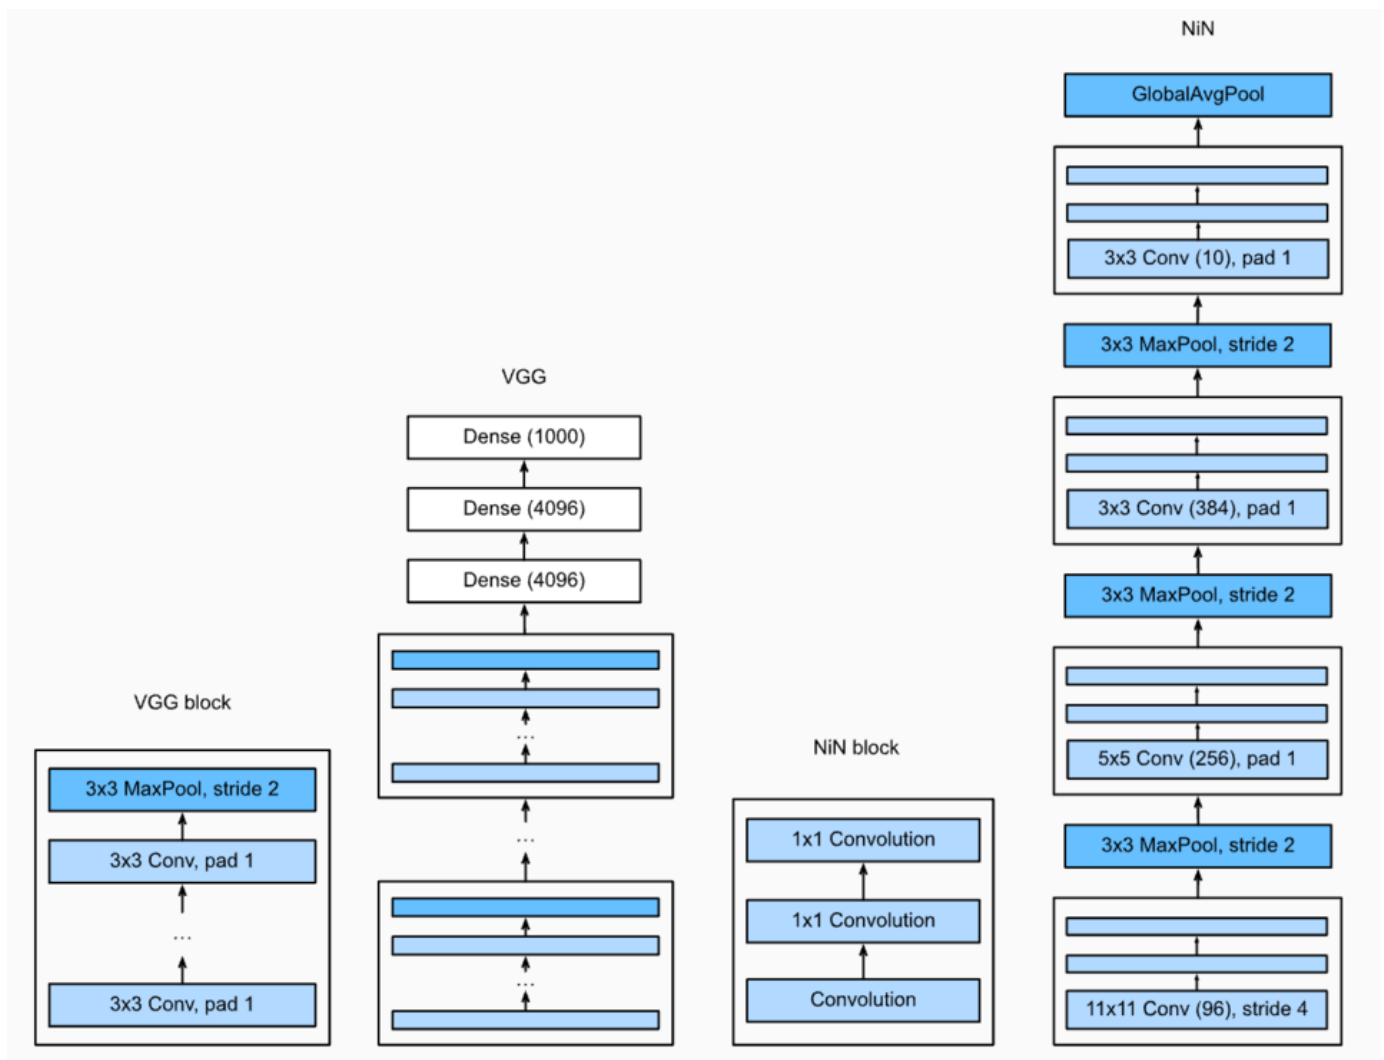 VGG block
3x3 MaxPool, stride 2
3x3 Conv, pad 1
...
3x3 Conv, pad 1
VGG
Dense (1000)
Dense (4096)
Dense (4096)
...
...
...
NiN block
1x1 Convolution
1x1 Convolution
Convolution
NiN
GlobalAvgPool
3x3 Conv (10), pad 1
3x3 MaxPool, stride 2
3x3 Conv (384), pad 1
3x3 MaxPool, stride 2
5x5 Conv (256), pad 1
3x3 MaxPool, stride 2
11x11 Conv (96), stride 4